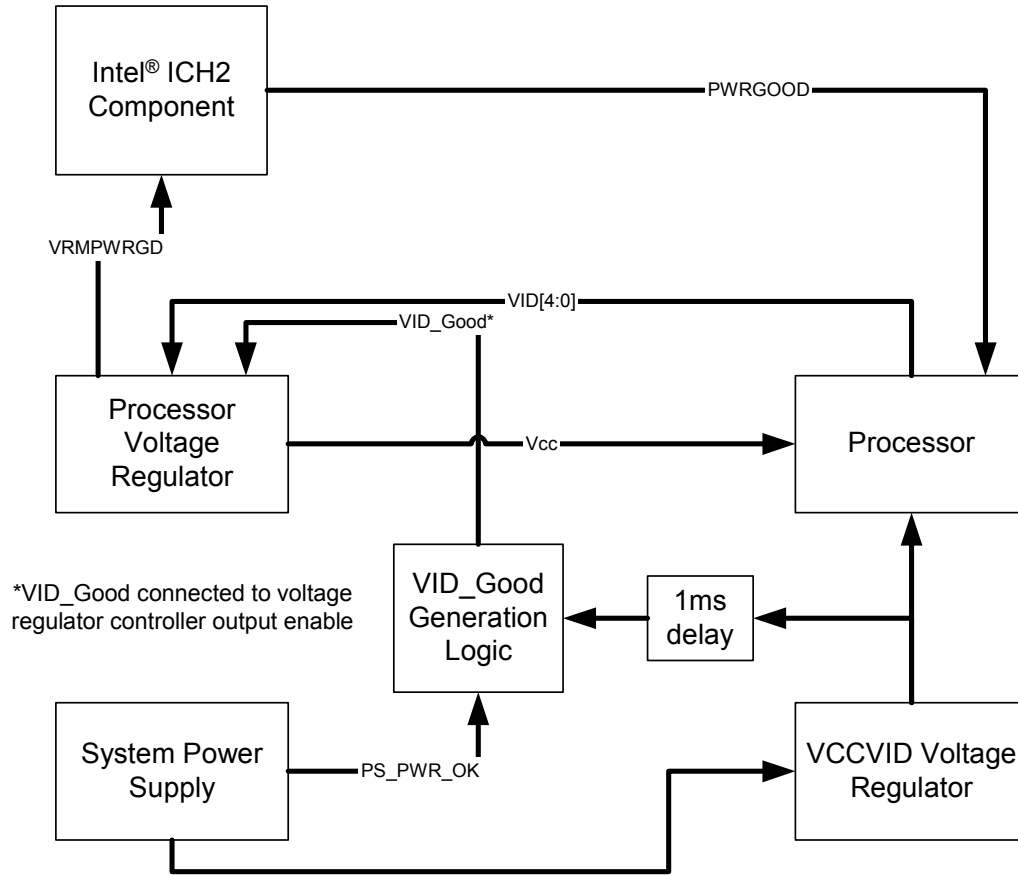 Intel® ICH2
Component
PWRGOOD
VRMPWRGD
VID[4:0]
VID_Good*
Processor
Voltage
Regulator
Vcc
Processor
*VID_Good connected to voltage
regulator controller output enable
VID_Good
Generation
Logic
1ms
delay
System Power
Supply
PS_PWR_OK
VCCVID Voltage
Regulator